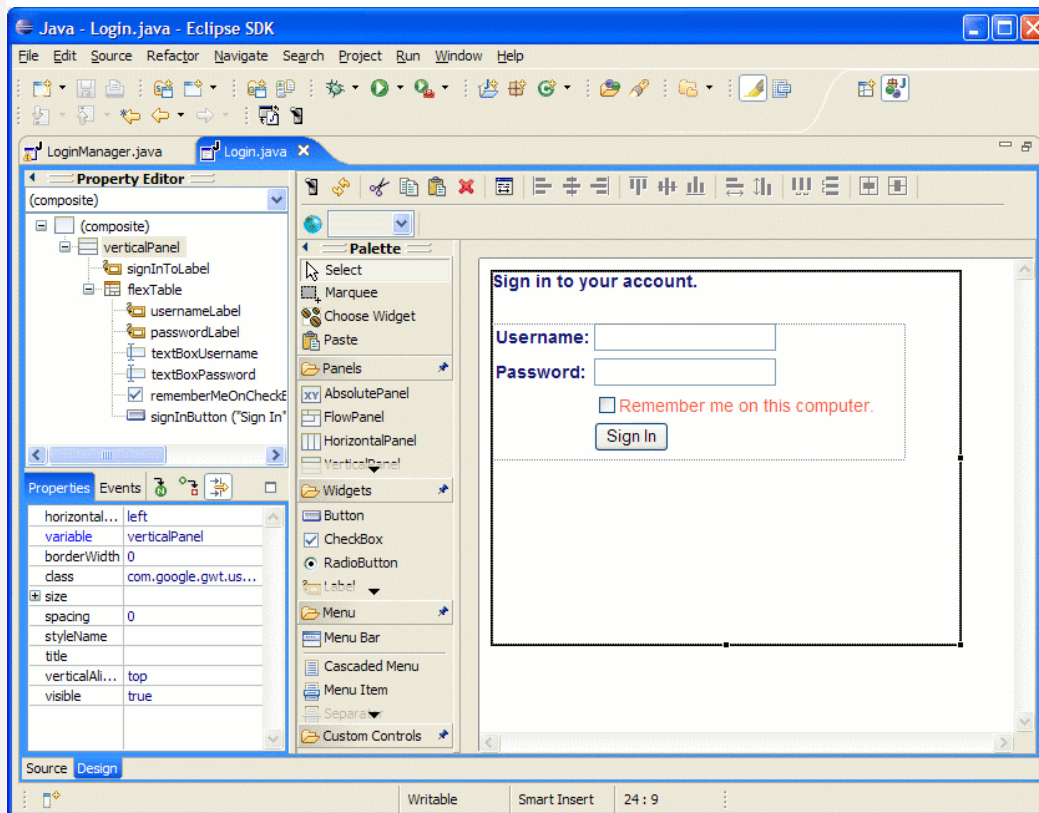 Java - Login.java - Eclipse SDK
File Edit Source Refactor Navigate Search Project Run Window Help
LoginManager.java Login.java
Property Editor
(composite)
(composite)
verticalPanel
signInToLabel
flexTable
usernameLabel
passwordLabel
textBoxUsername
textBoxPassword
rememberMeOnCheckE
signInButton ("Sign In"
Properties Events
horizontal... left
variable verticalPanel
borderWidth 0
class com.google.gwt.us...
size
spacing 0
styleName
title
verticalAli... top
visible true
Palette
Select
Marquee
Choose Widget
Paste
Panels
XY AbsolutePanel
FlowPanel
HorizontalPanel
VerticalPanel
Widgets
Button
CheckBox
RadioButton
Label
Menu
Menu Bar
Cascaded Menu
Menu Item
Separator
Custom Controls
Sign in to your account.
Username:
Password:
Remember me on this computer.
Sign In
Source Design
Writable Smart Insert 24 : 9